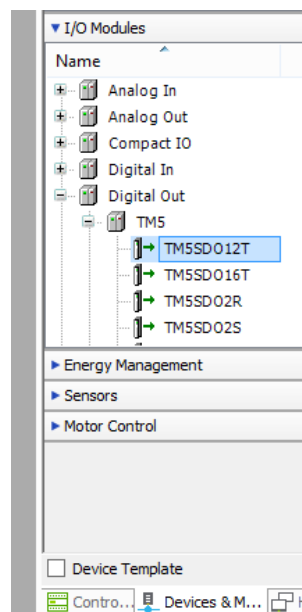 I/O Modules
Name
Analog In
Analog Out
Compact IO
Digital In
Digital Out
TM5
TM5SDO12T
TM5SDO16T
TM5SDO2R
TM5SDO2S
Energy Management
Sensors
Motor Control
Device Template
Contro... Devices & M...